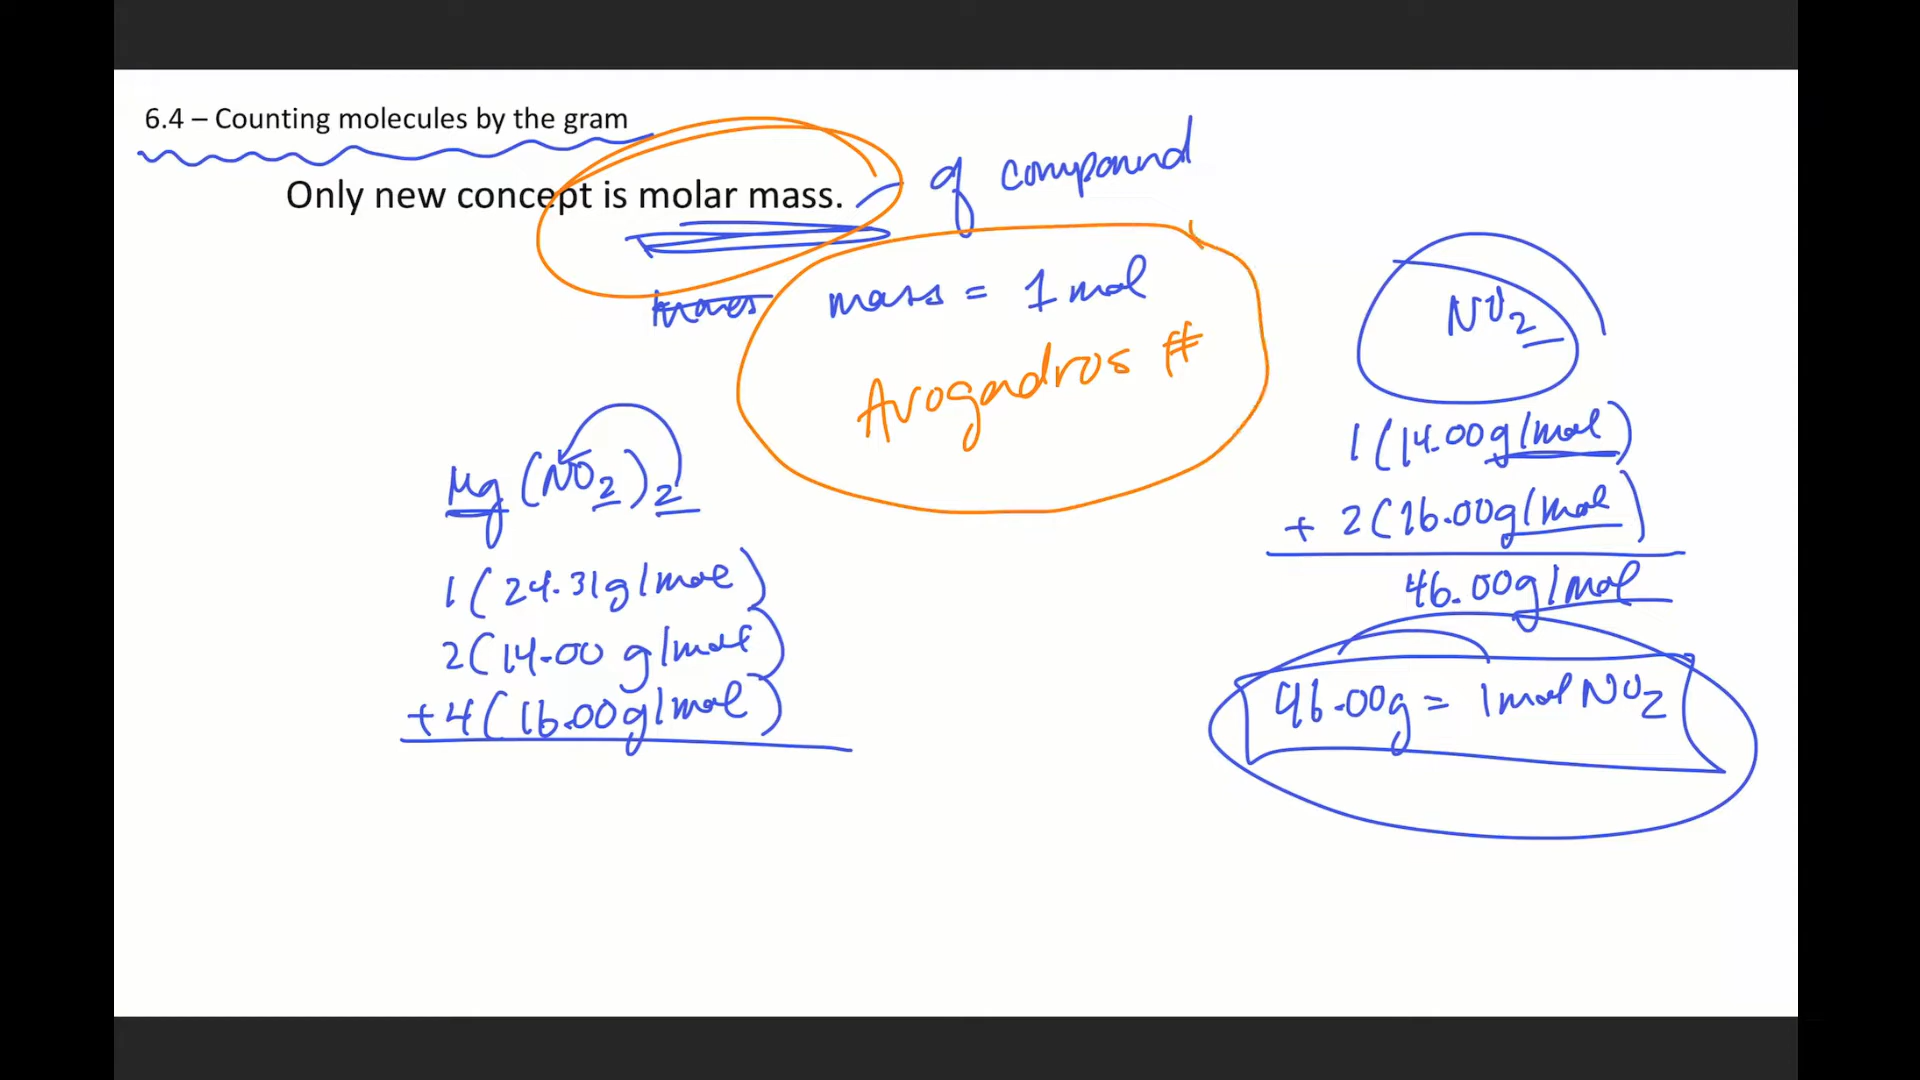 6.4 – Counting molecules by the gram
Only new concept is molar mass.
of compound
mass = 1 mol
Avogadros #
NO2
1 (14.00g/mol)
+ 2 (16.00g/mol)
46.00g/mol
46.00g = 1mol NO2
Mg (NO2)2
1 (24.31g/mol)
2 (14.00 g/mol)
+4 (16.00g/mol)